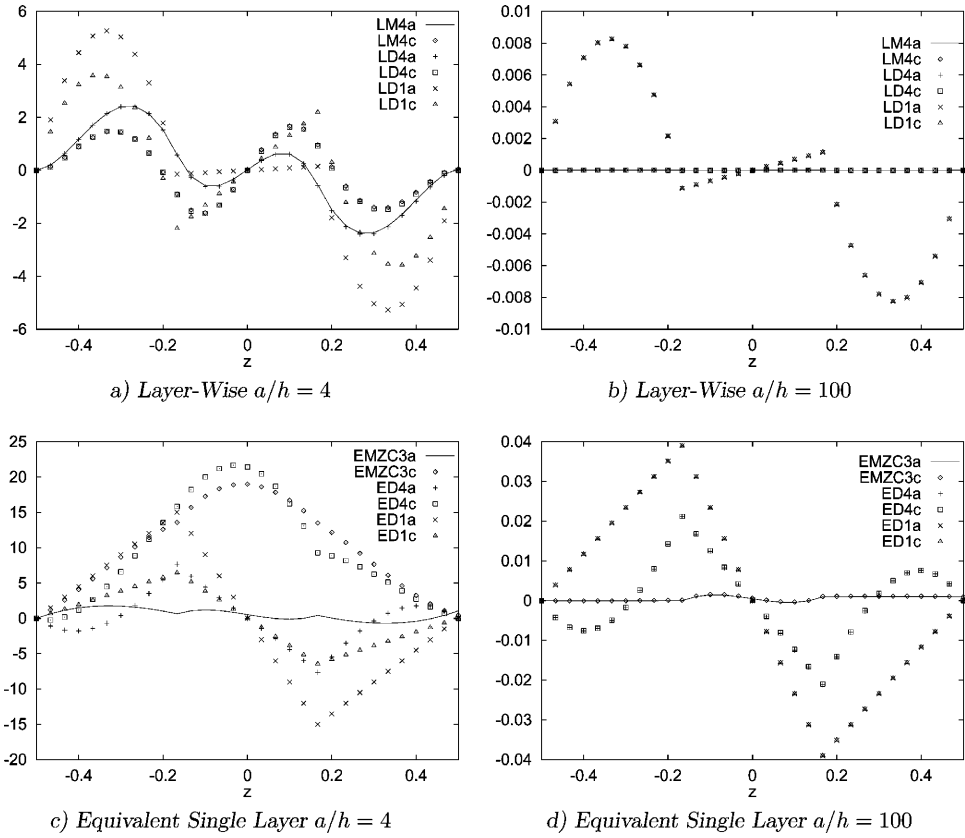 6
4
2
0
-2
-4
-6
-0.4
-0.2
0
0.2
0.4
z
LM4a
LM4c
LD4a
LD4c
LD1a
LD1c
a) Layer-Wise a/h = 4
0.01
0.008
0.006
0.004
0.002
0
-0.002
-0.004
-0.006
-0.008
-0.01
-0.4
-0.2
0
0.2
0.4
z
LM4a
LM4c
LD4a
LD4c
LD1a
LD1c
b) Layer-Wise a/h = 100
25
20
15
10
5
0
-5
-10
-15
-20
-0.4
-0.2
0
0.2
0.4
z
EMZC3a
EMZC3c
ED4a
ED4c
ED1a
ED1c
c) Equivalent Single Layer a/h = 4
0.04
0.03
0.02
0.01
0
-0.01
-0.02
-0.03
-0.04
-0.4
-0.2
0
0.2
0.4
z
EMZC3a
EMZC3c
ED4a
ED4c
ED1a
ED1c
d) Equivalent Single Layer a/h = 100